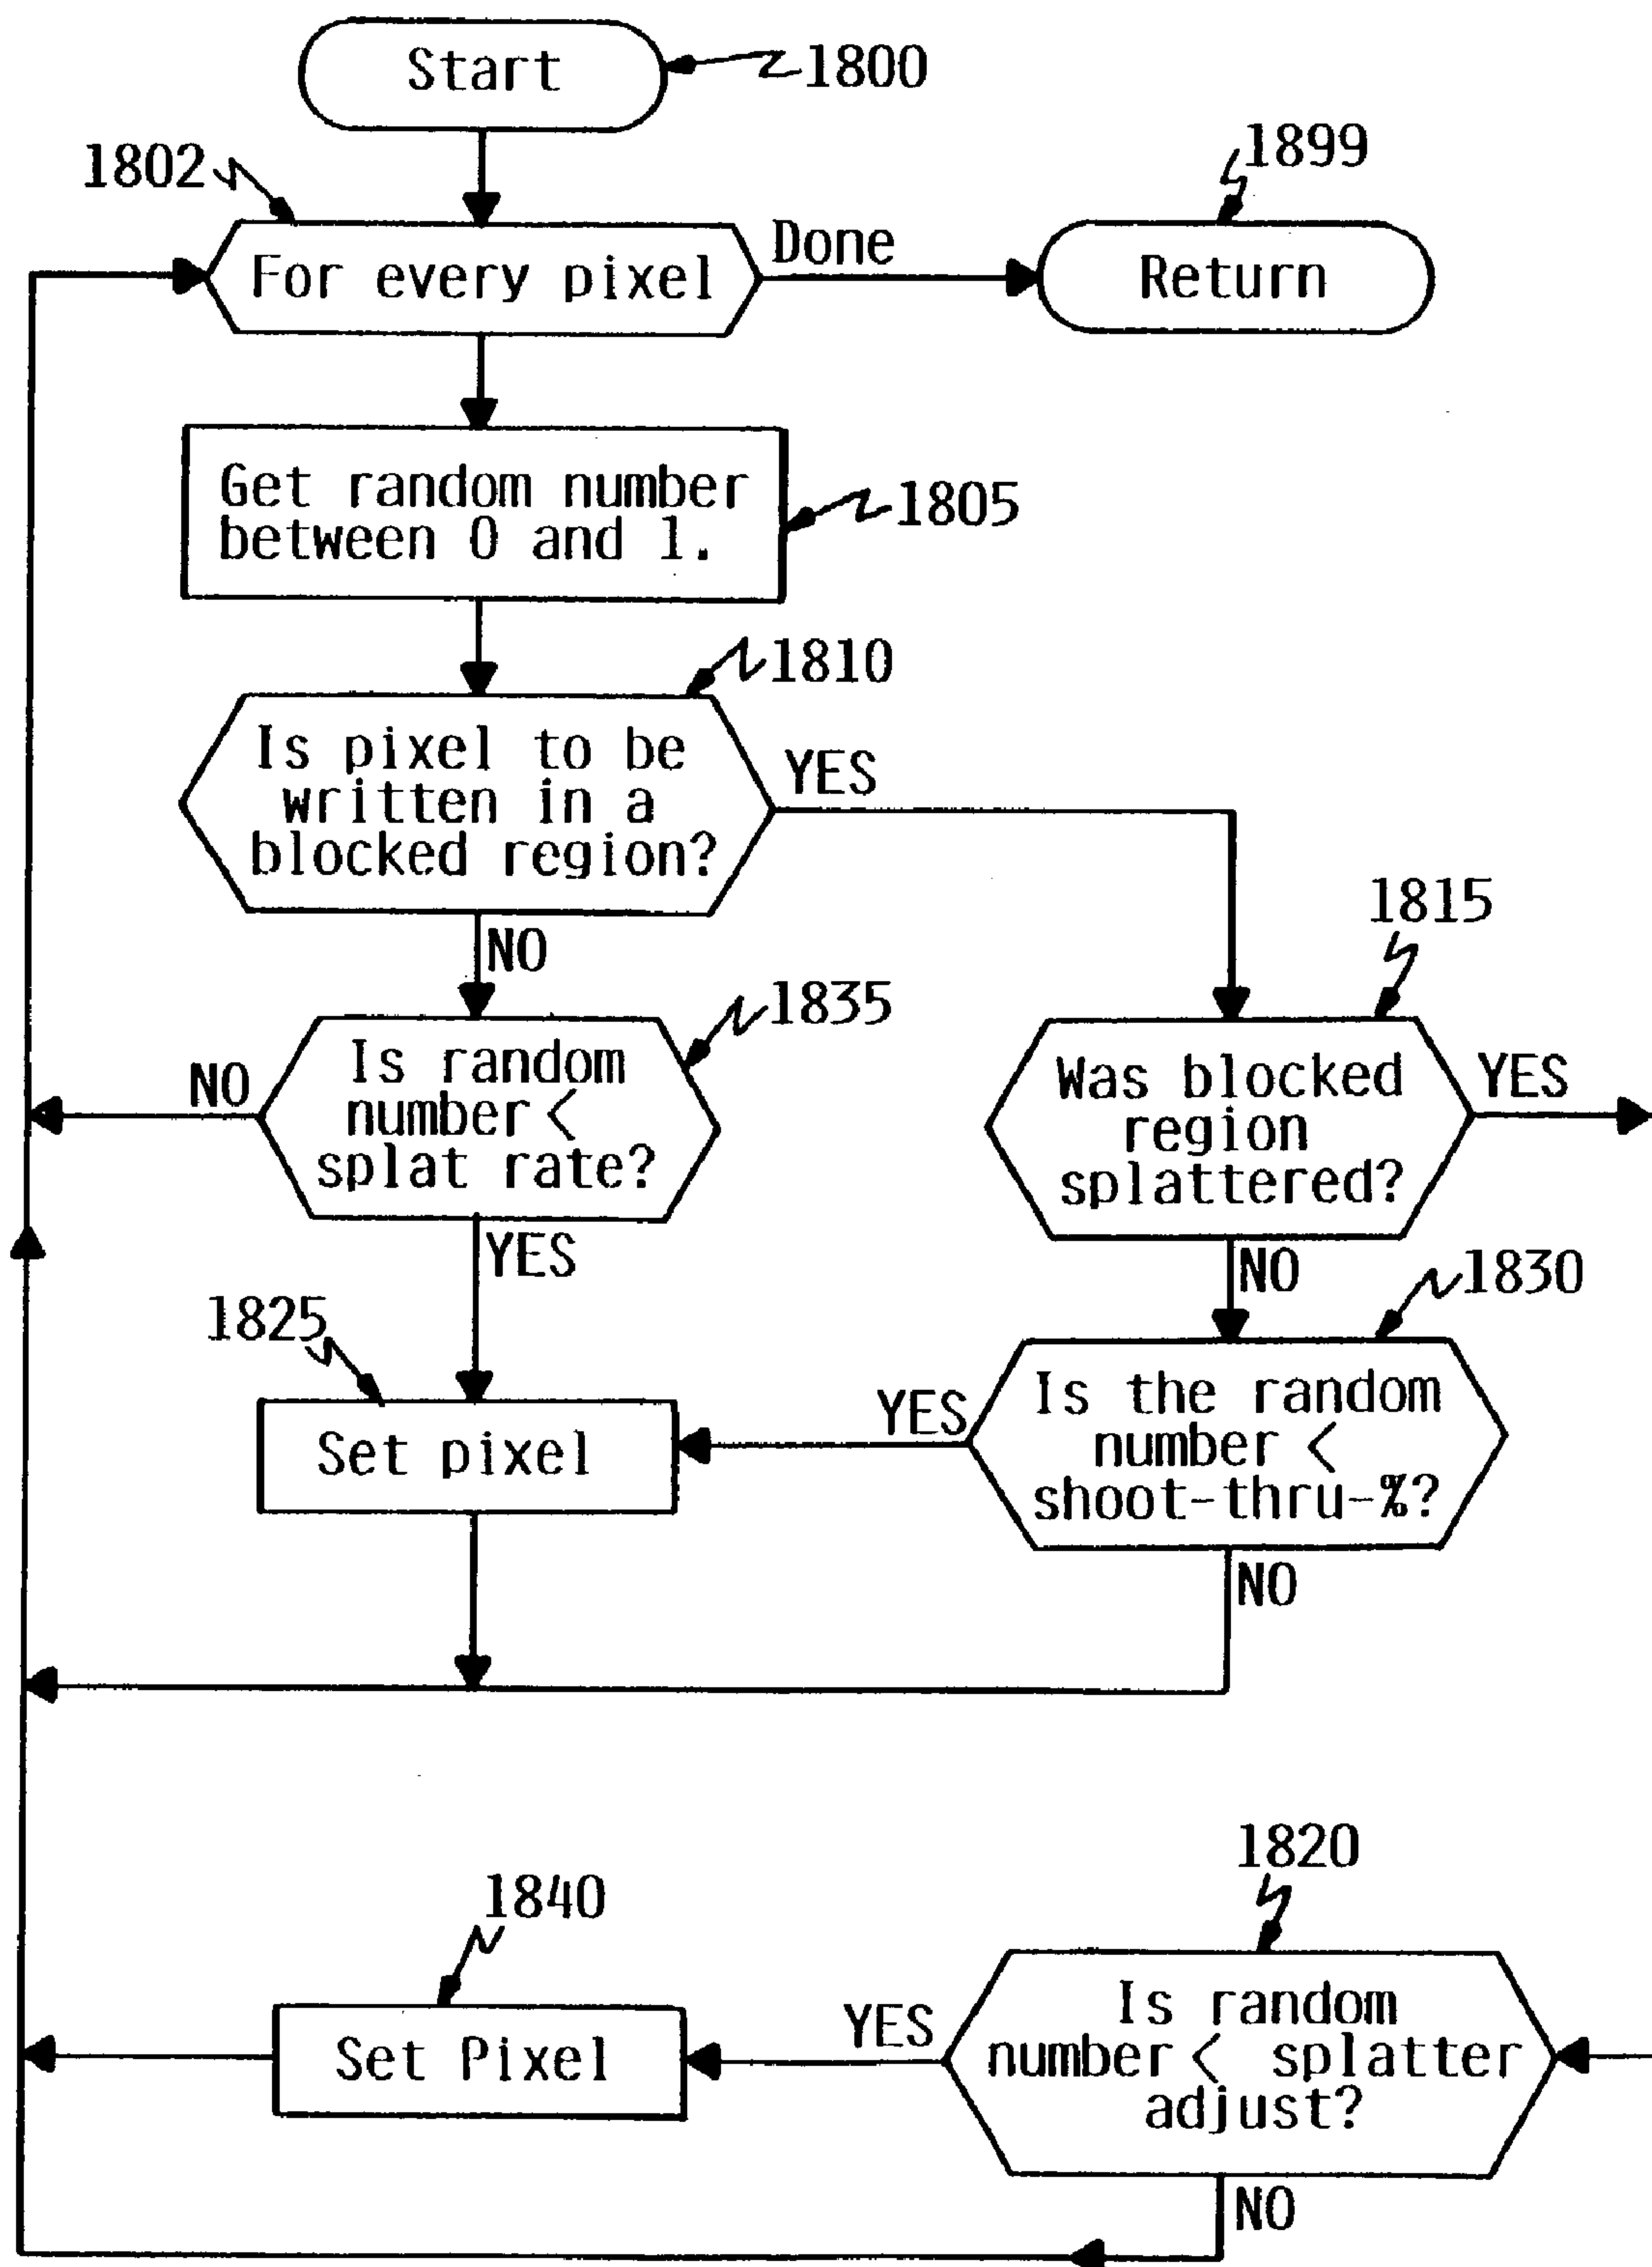 Start
1800
1802
1899
For every pixel
Done
Return
Get random number
between 0 and 1.
1805
1810
Is pixel to be
written in a
blocked region?
YES
NO
1815
1835
Is random
number <
splat rate?
NO
YES
Was blocked
region
splattered?
YES
NO
1830
1825
Set pixel
YES
Is the random
number <
shoot-thru-%?
NO
1820
1840
Set Pixel
YES
Is random
number < splatter
adjust?
NO